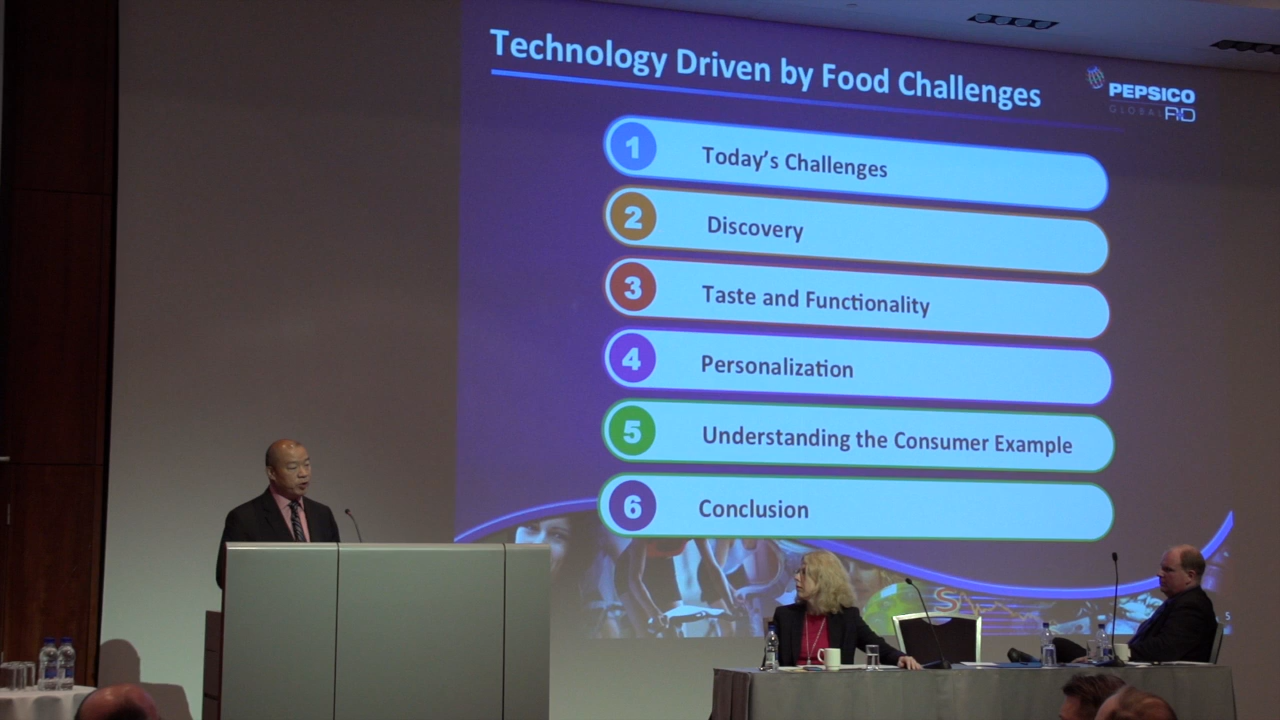 Technology Driven by Food Challenges
PEPSICO
GLOBAL R&D
1 Today's Challenges
2 Discovery
3 Taste and Functionality
4 Personalization
5 Understanding the Consumer Example
6 Conclusion
5